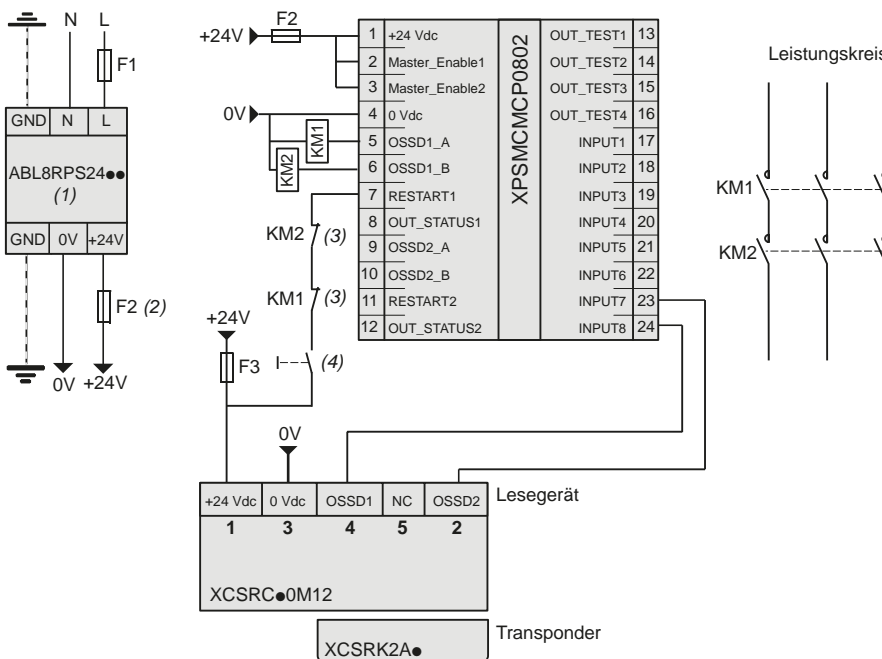 N L
F1
GND N L
ABL8RPS24●●
(1)
GND 0V +24V
F2 (2)
0V +24V
+24V F2
0V
KM1
KM2
1 +24 Vdc
2 Master_Enable1
3 Master_Enable2
4 0 Vdc
5 OSSD1_A
6 OSSD1_B
7 RESTART1
8 OUT_STATUS1
9 OSSD2_A
10 OSSD2_B
11 RESTART2
12 OUT_STATUS2
XPSMCMCP0802
OUT_TEST1 13
OUT_TEST2 14
OUT_TEST3 15
OUT_TEST4 16
INPUT1 17
INPUT2 18
INPUT3 19
INPUT4 20
INPUT5 21
INPUT6 22
INPUT7 23
INPUT8 24
KM2 (3)
KM1 (3)
+24V
F3
I (4)
0V
+24 Vdc 0 Vdc OSSD1 NC OSSD2
1 3 4 5 2
XCSRC●0M12
Lesegerät
XCSRK2A●
Transponder
Leistungskreis
KM1
KM2